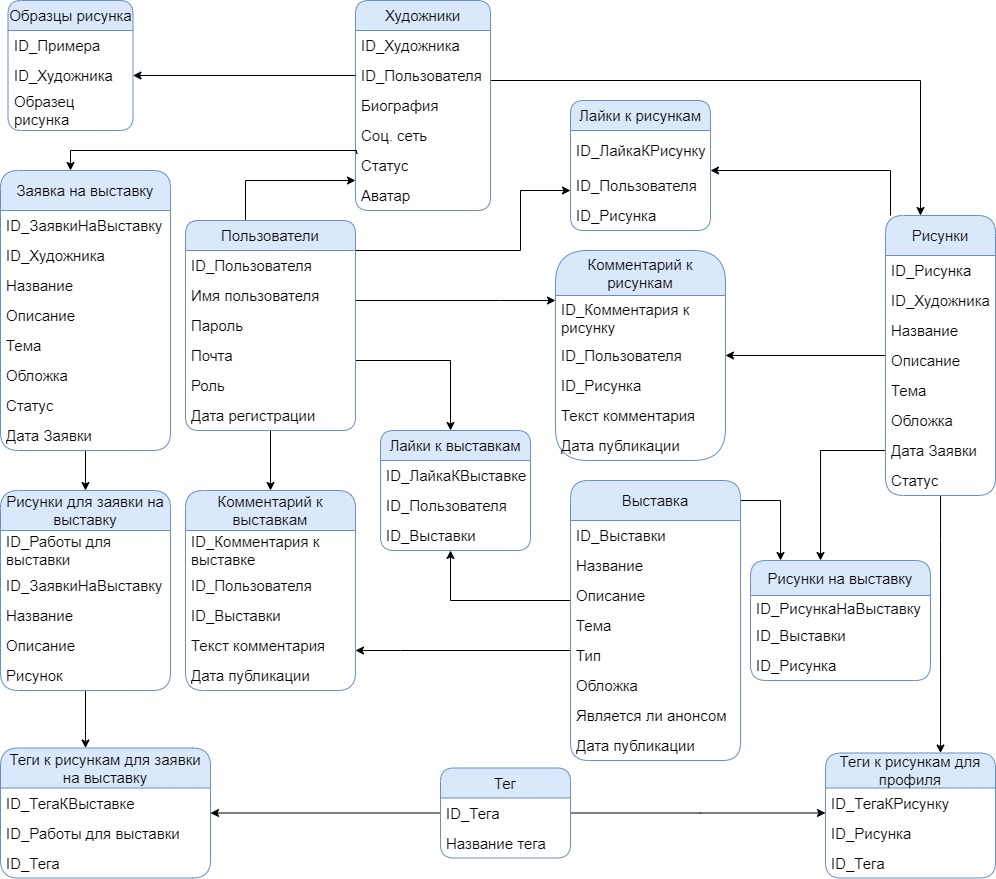 Образцы рисунка
ID_Примера
ID_Художника
Образец
рисунка
Художники
ID_Художника
ID_Пользователя
Биография
Соц. сеть
Статус
Аватар
Лайки к рисункам
ID_ЛайкаКРисунку
ID_Пользователя
ID_Рисунка
Заявка на выставку
ID_ЗаявкиНаВыставку
ID_Художника
Название
Описание
Тема
Обложка
Статус
Дата Заявки
Пользователи
ID_Пользователя
Имя пользователя
Пароль
Почта
Роль
Дата регистрации
Комментарий к
рисункам
ID_Комментария к
рисунку
ID_Пользователя
ID_Рисунка
Текст комментария
Дата публикации
Рисунки
ID_Рисунка
ID_Художника
Название
Описание
Тема
Обложка
Дата Заявки
Статус
Лайки к выставкам
ID_ЛайкаКВыставке
ID_Пользователя
ID_Выставки
Рисунки для заявки на
выставку
ID_Работы для
выставки
ID_ЗаявкиНаВыставку
Название
Описание
Рисунок
Комментарий к
выставкам
ID_Комментария к
выставке
ID_Пользователя
ID_Выставки
Текст комментария
Дата публикации
Выставка
ID_Выставки
Название
Описание
Тема
Тип
Обложка
Является ли анонсом
Дата публикации
Рисунки на выставку
ID_РисункаНаВыставку
ID_Выставки
ID_Рисунка
Теги к рисункам для заявки
на выставку
ID_ТегаКВыставке
ID_Работы для выставки
ID_Тега
Тег
ID_Тега
Название тега
Теги к рисункам для
профиля
ID_ТегаКРисунку
ID_Рисунка
ID_Тега